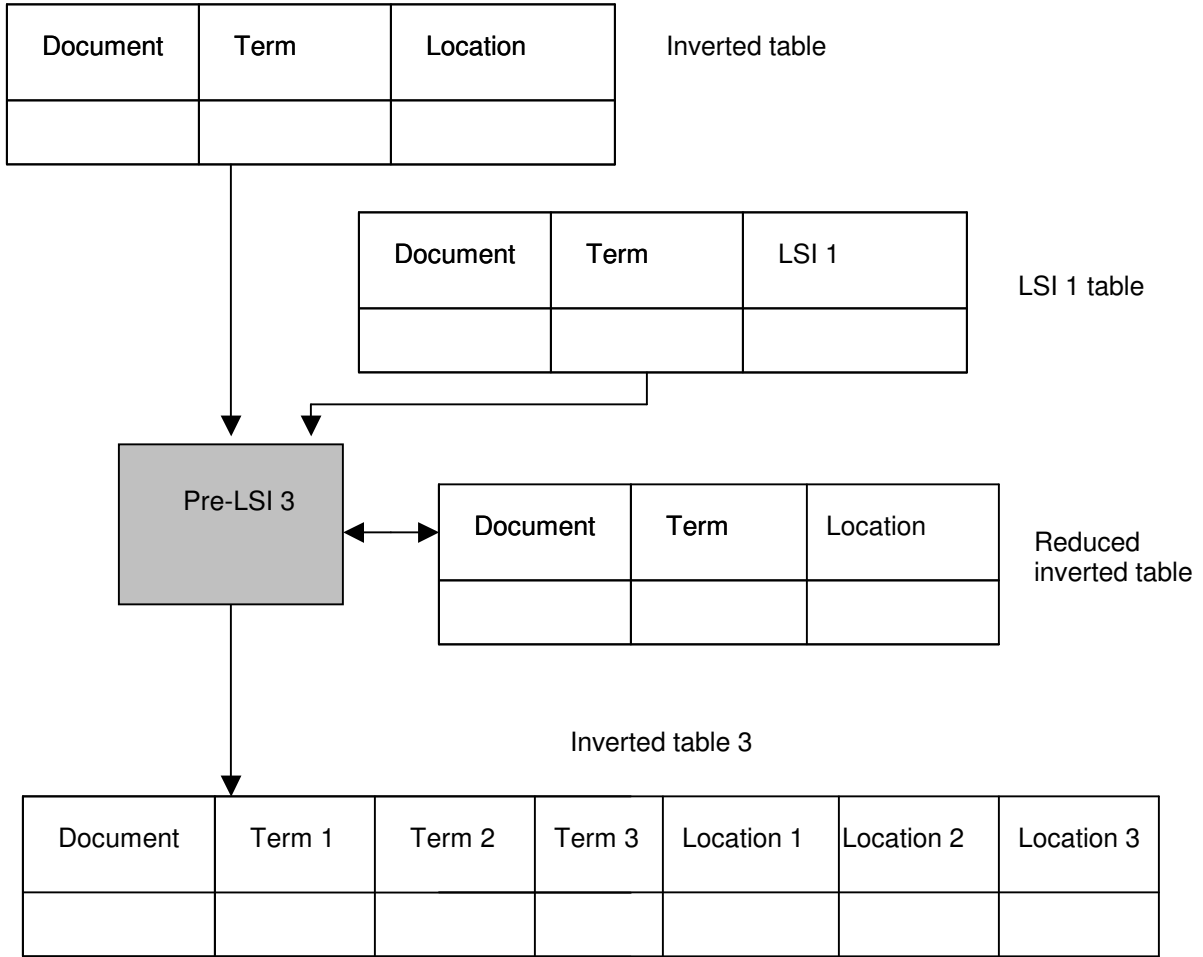 Document Term Location Inverted table
Document Term LSI 1
LSI 1 table
Pre-LSI 3
Document Term Location
Reduced
inverted table
Inverted table 3
Document Term 1 Term 2 Term 3 Location 1 Location 2 Location 3